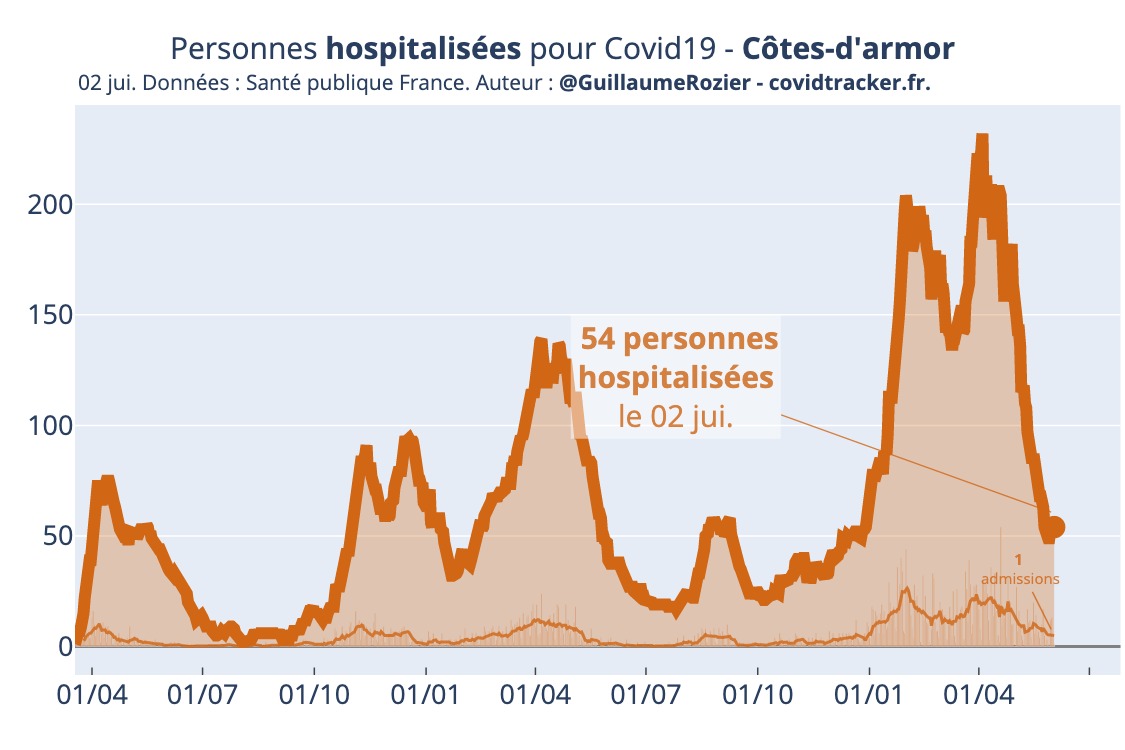 Personnes hospitalisées pour Covid19 - Côtes-d'armor
02 jui. Données : Santé publique France. Auteur : @GuillaumeRozier - covidtracker.fr.
200
150
100
50
0
54 personnes
hospitalisées
le 02 jui.
1
admissions
01/04 01/07 01/10 01/01 01/04 01/07 01/10 01/01 01/04